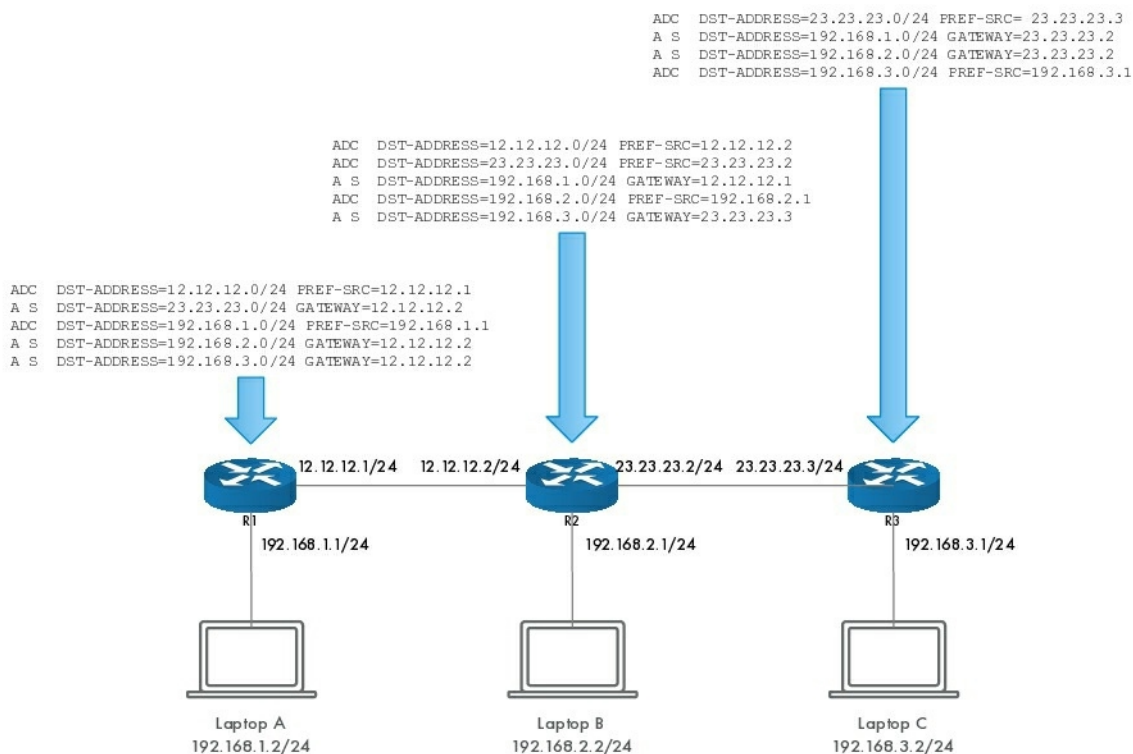 ADC DST-ADDRESS=23.23.23.0/24 PREF-SRC= 23.23.23.3
A S DST-ADDRESS=192.168.1.0/24 GATEWAY=23.23.23.2
A S DST-ADDRESS=192.168.2.0/24 GATEWAY=23.23.23.2
ADC DST-ADDRESS=192.168.3.0/24 PREF-SRC=192.168.3.1
ADC DST-ADDRESS=12.12.12.0/24 PREF-SRC=12.12.12.2
ADC DST-ADDRESS=23.23.23.0/24 PREF-SRC=23.23.23.2
A S DST-ADDRESS=192.168.1.0/24 GATEWAY=12.12.12.1
ADC DST-ADDRESS=192.168.2.0/24 PREF-SRC=192.168.2.1
A S DST-ADDRESS=192.168.3.0/24 GATEWAY=23.23.23.3
ADC DST-ADDRESS=12.12.12.0/24 PREF-SRC=12.12.12.1
A S DST-ADDRESS=23.23.23.0/24 GATEWAY=12.12.12.2
ADC DST-ADDRESS=192.168.1.0/24 PREF-SRC=192.168.1.1
A S DST-ADDRESS=192.168.2.0/24 GATEWAY=12.12.12.2
A S DST-ADDRESS=192.168.3.0/24 GATEWAY=12.12.12.2
12.12.12.1/24 12.12.12.2/24 23.23.23.2/24 23.23.23.3/24
R1 R2 R3
192.168.1.1/24 192.168.2.1/24 192.168.3.1/24
Laptop A Laptop B Laptop C
192.168.1.2/24 192.168.2.2/24 192.168.3.2/24